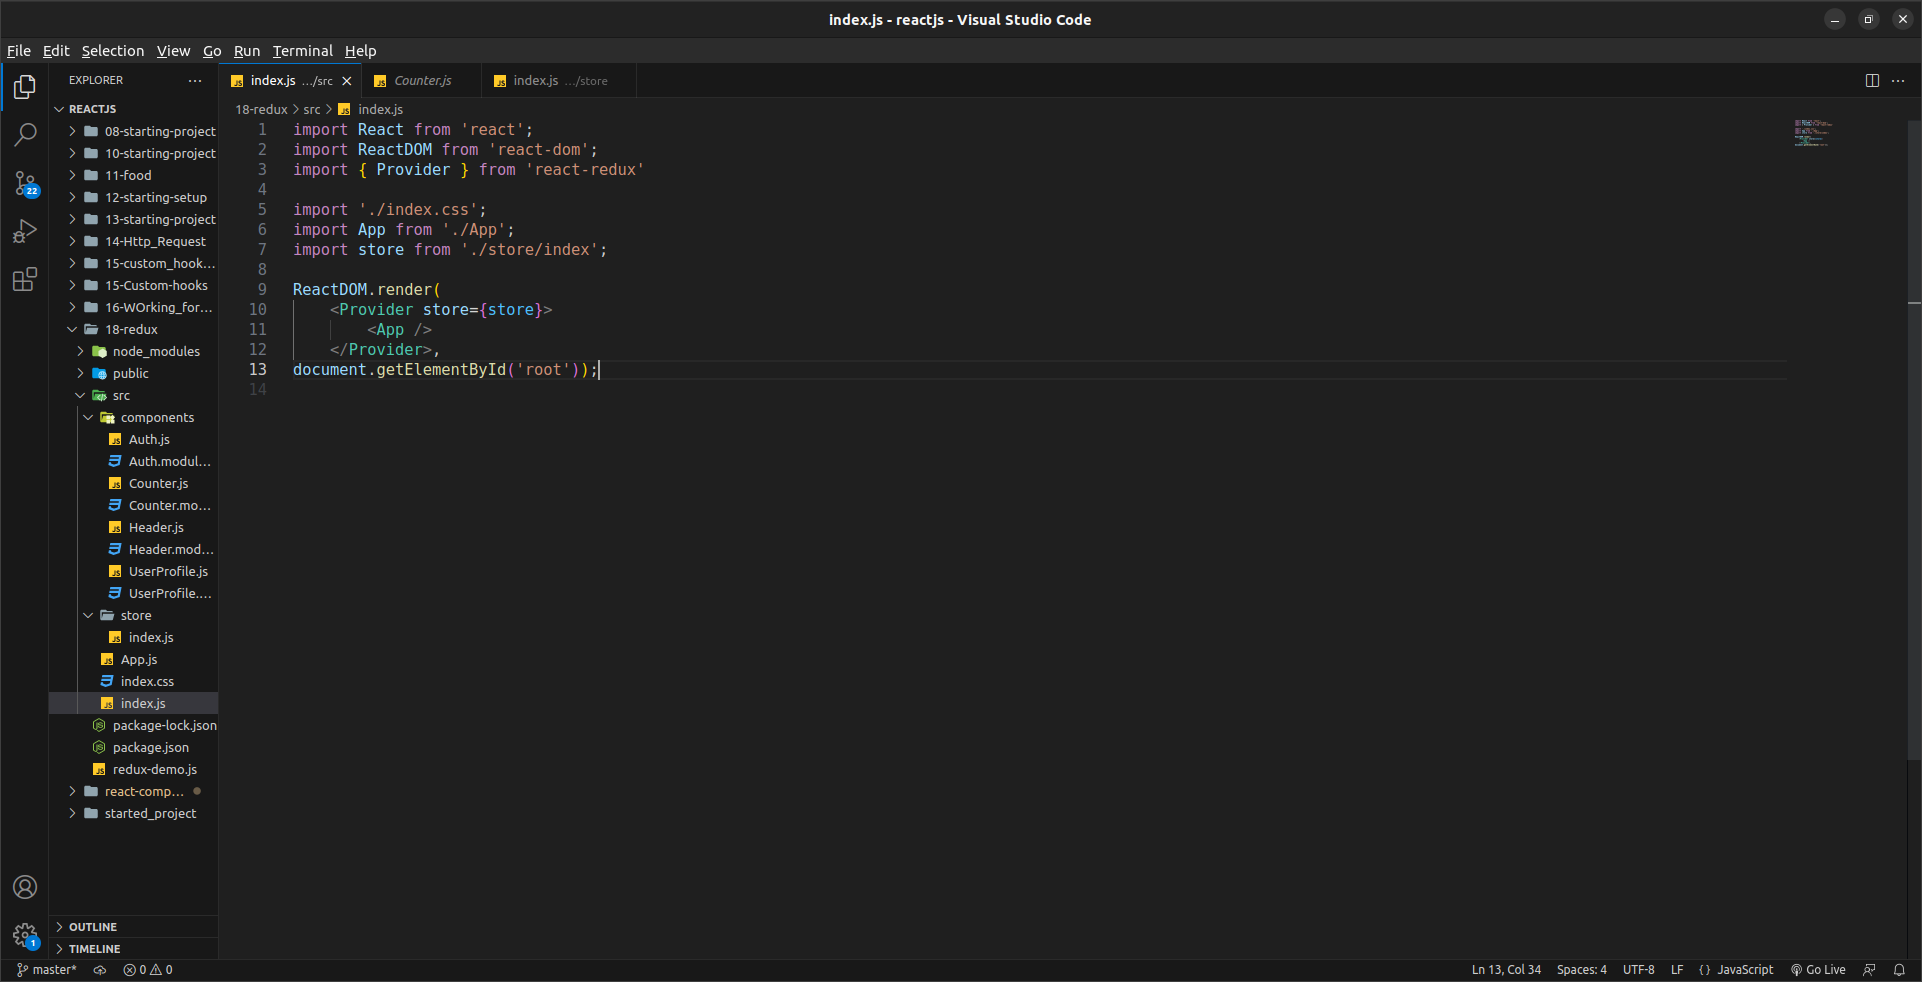 index.js - reactjs - Visual Studio Code
File Edit Selection View Go Run Terminal Help
EXPLORER
REACTJS
08-starting-project
10-starting-project
11-food
12-starting-setup
13-starting-project
14-Http_Request
15-custom_hook...
15-Custom-hooks
16-WOrking_for...
18-redux
node_modules
public
src
components
Auth.js
Auth.modul...
Counter.js
Counter.mo...
Header.js
Header.mod...
UserProfile.js
UserProfile....
store
index.js
App.js
index.css
index.js
package-lock.json
package.json
redux-demo.js
react-comp...
started_project
OUTLINE
TIMELINE
22
1
index.js .../src Counter.js index.js .../store
18-redux > src > JS index.js
1 import React from 'react';
2 import ReactDOM from 'react-dom';
3 import { Provider } from 'react-redux'
4
5 import './index.css';
6 import App from './App';
7 import store from './store/index';
8
9 ReactDOM.render(
10 <Provider store={store}>
11 <App />
12 </Provider>,
13 document.getElementById('root'));
14
master* 0 0 Ln 13, Col 34 Spaces: 4 UTF-8 LF { } JavaScript Go Live